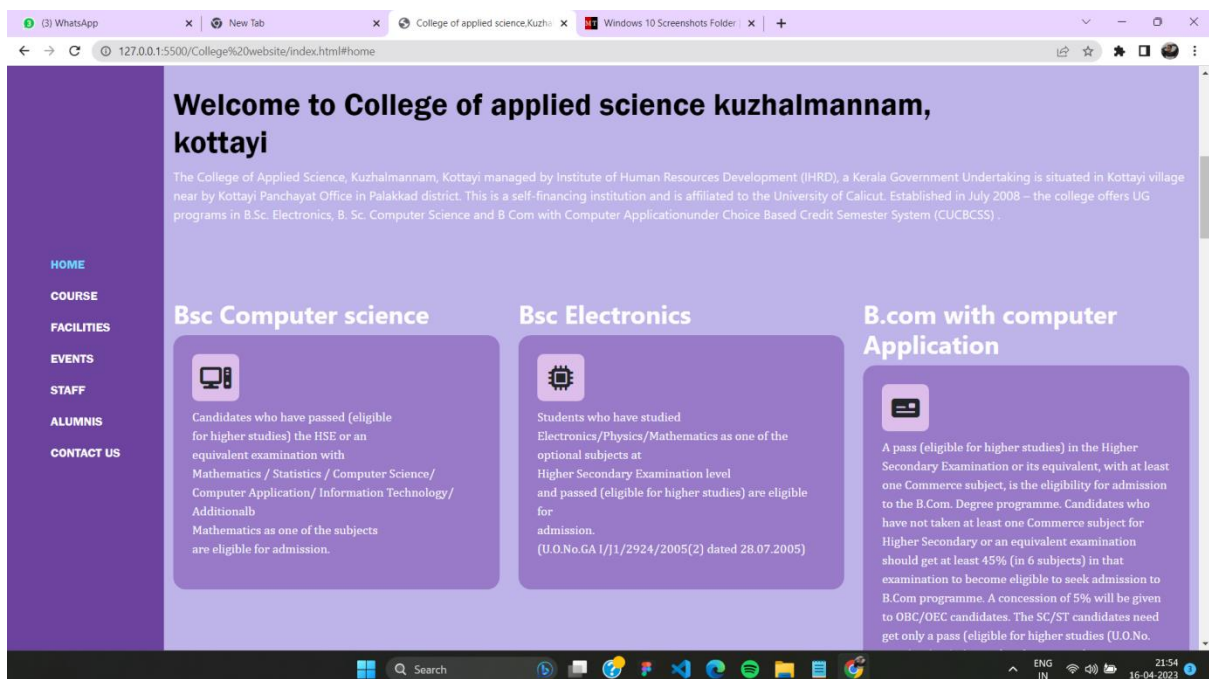 (3) WhatsApp
New Tab
College of applied science,Kuzha
Windows 10 Screenshots Folder
127.0.0.1:5500/College%20website/index.html#home
Welcome to College of applied science kuzhalmannam,
kottayi
The College of Applied Science, Kuzhalmannam, Kottayi managed by Institute of Human Resources Development (IHRD), a Kerala Government Undertaking is situated in Kottayi village
near by Kottayi Panchayat Office in Palakkad district. This is a self-financing institution and is affiliated to the University of Calicut. Established in July 2008 – the college offers UG
programs in B.Sc. Electronics, B. Sc. Computer Science and B Com with Computer Applicationunder Choice Based Credit Semester System (CUCBCSS) .
HOME
COURSE
FACILITIES
EVENTS
STAFF
ALUMNIS
CONTACT US
Bsc Computer science
Candidates who have passed (eligible
for higher studies) the HSE or an
equivalent examination with
Mathematics / Statistics / Computer Science/
Computer Application/ Information Technology/
Additionalb
Mathematics as one of the subjects
are eligible for admission.
Bsc Electronics
Students who have studied
Electronics/Physics/Mathematics as one of the
optional subjects at
Higher Secondary Examination level
and passed (eligible for higher studies) are eligible
for
admission.
(U.O.No.GA I/J1/2924/2005(2) dated 28.07.2005)
B.com with computer
Application
A pass (eligible for higher studies) in the Higher
Secondary Examination or its equivalent, with at least
one Commerce subject, is the eligibility for admission
to the B.Com. Degree programme. Candidates who
have not taken at least one Commerce subject for
Higher Secondary or an equivalent examination
should get at least 45% (in 6 subjects) in that
examination to become eligible to seek admission to
B.Com programme. A concession of 5% will be given
to OBC/OEC candidates. The SC/ST candidates need
get only a pass (eligible for higher studies (U.O.No.
Search
ENG
IN
21:54
16-04-2023